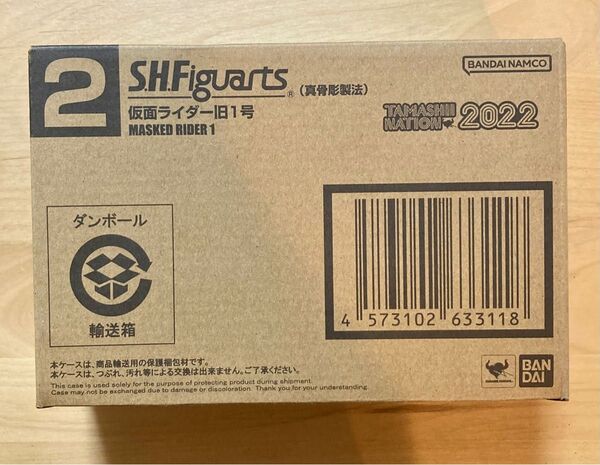 2
S.H.Figuarts® (真骨彫製法)
BANDAI NAMCO
仮面ライダー旧1号
MASKED RIDER 1
TAMASHII NATION 2022
ダンボール
輸送箱
4 573102 633118
本ケースは、商品輸送用の保護梱包材です。
本ケースは、つぶれ、汚れ等による交換は出来ません。ご了承ください。
This case is used solely for the purpose of protecting product during shipment.
Case may not be exchanged due to damage or discoloration. Thank you for your understanding.
BAN
DAI